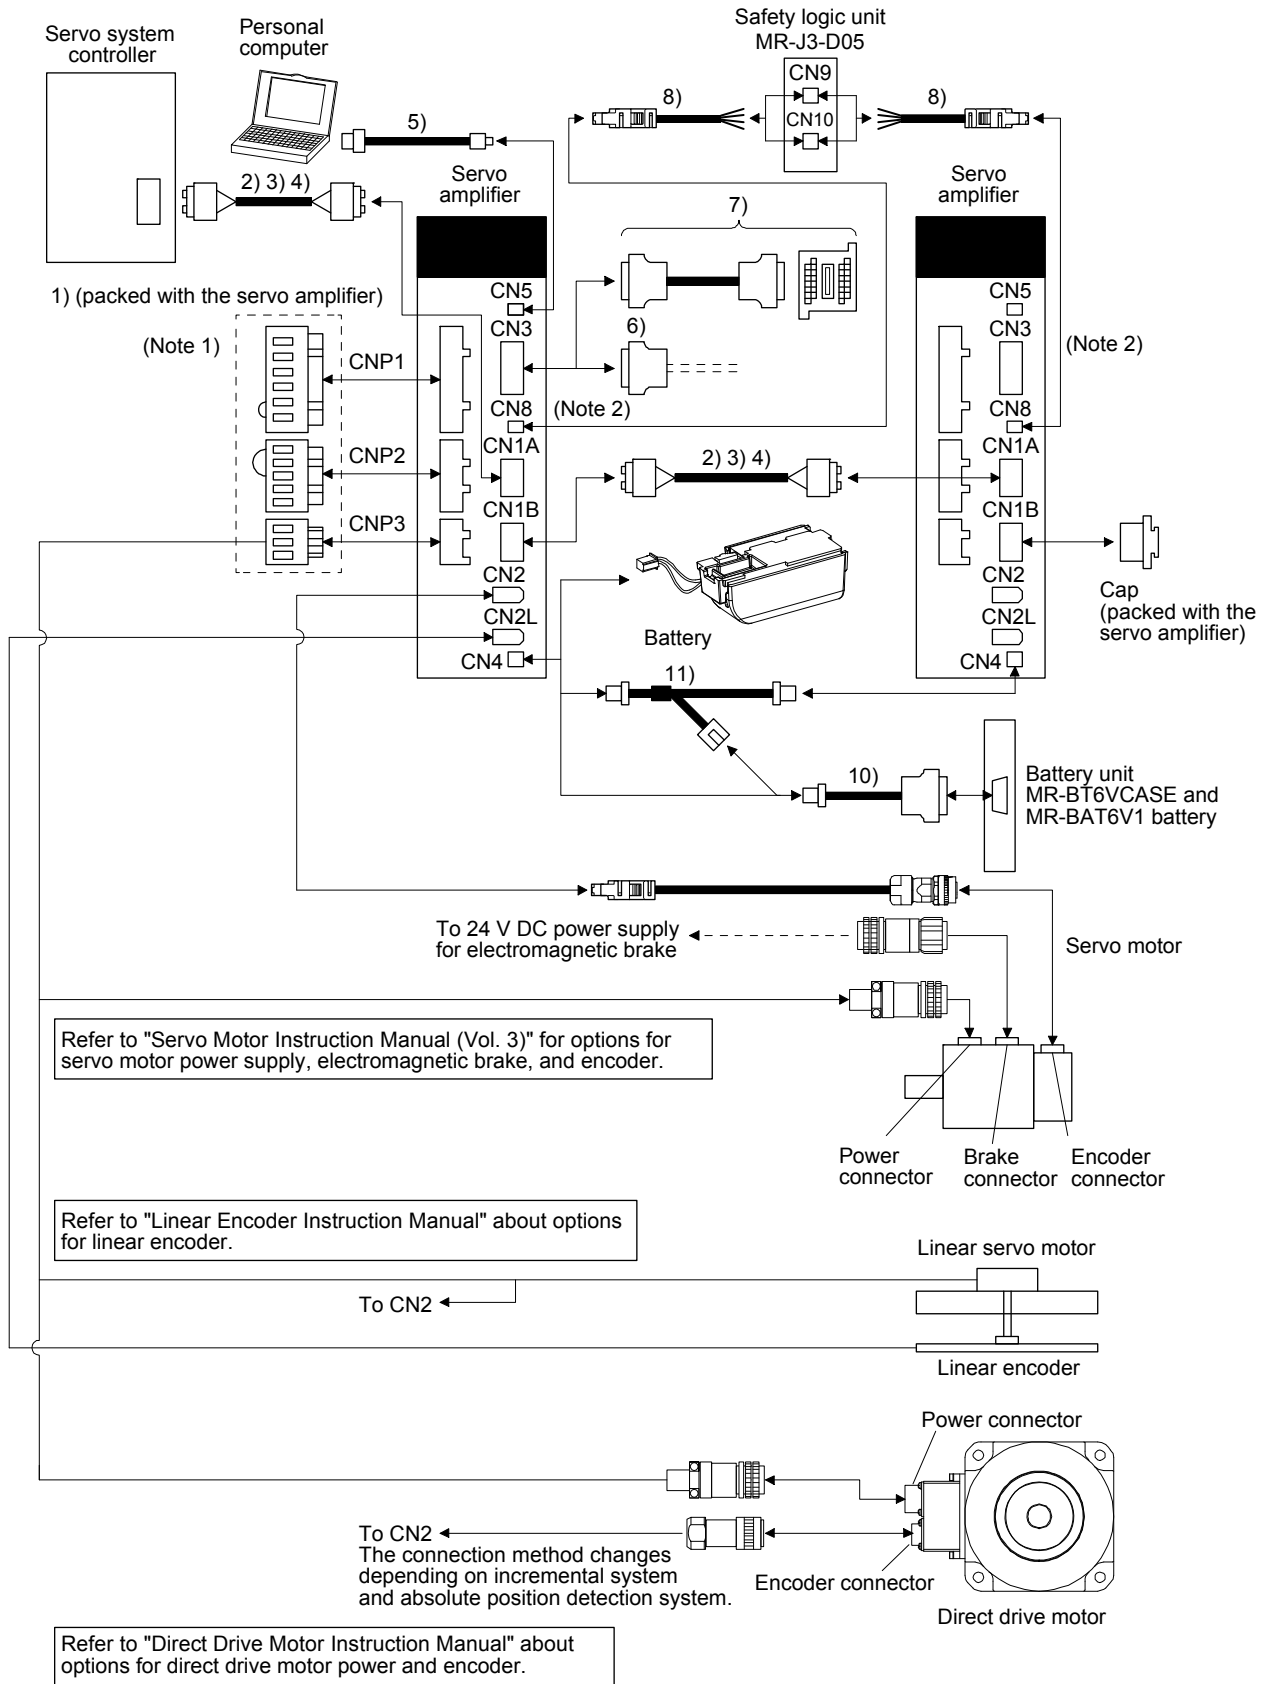 Servo system
controller
Personal
computer
Safety logic unit
MR-J3-D05
CN9
CN10
8)
8)
5)
2) 3) 4)
Servo
amplifier
Servo
amplifier
7)
1) (packed with the servo amplifier)
(Note 1)
CNP1
CNP2
CNP3
CN5
CN3
CN8
CN1A
CN1B
CN2
CN2L
CN4
6)
(Note 2)
2) 3) 4)
CN5
CN3
CN8
CN1A
CN1B
CN2
CN2L
CN4
(Note 2)
Cap
(packed with the
servo amplifier)
Battery
11)
10)
Battery unit
MR-BT6VCASE and
MR-BAT6V1 battery
To 24 V DC power supply
for electromagnetic brake
Servo motor
Refer to "Servo Motor Instruction Manual (Vol. 3)" for options for
servo motor power supply, electromagnetic brake, and encoder.
Power
connector
Brake
connector
Encoder
connector
Refer to "Linear Encoder Instruction Manual" about options
for linear encoder.
Linear servo motor
To CN2
Linear encoder
Power connector
To CN2
The connection method changes
depending on incremental system
and absolute position detection system.
Encoder connector
Direct drive motor
Refer to "Direct Drive Motor Instruction Manual" about
options for direct drive motor power and encoder.